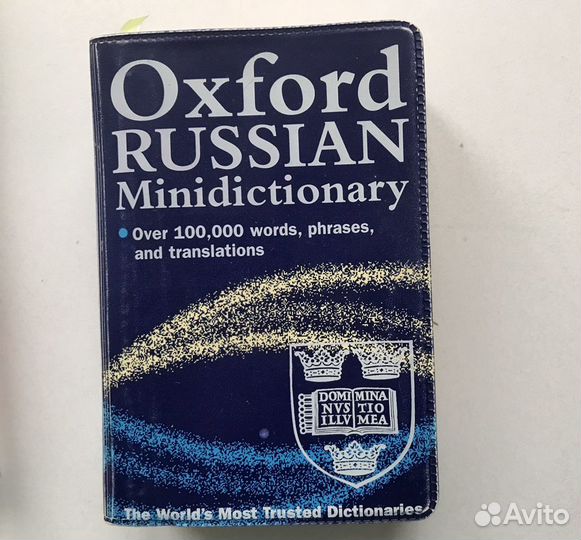 Oxford
RUSSIAN
Minidictionary
Over 100,000 words, phrases,
and translations
DOMI MINA
NVS TIO
ILLV MEA
The World's Most Trusted Dictionaries
Avito